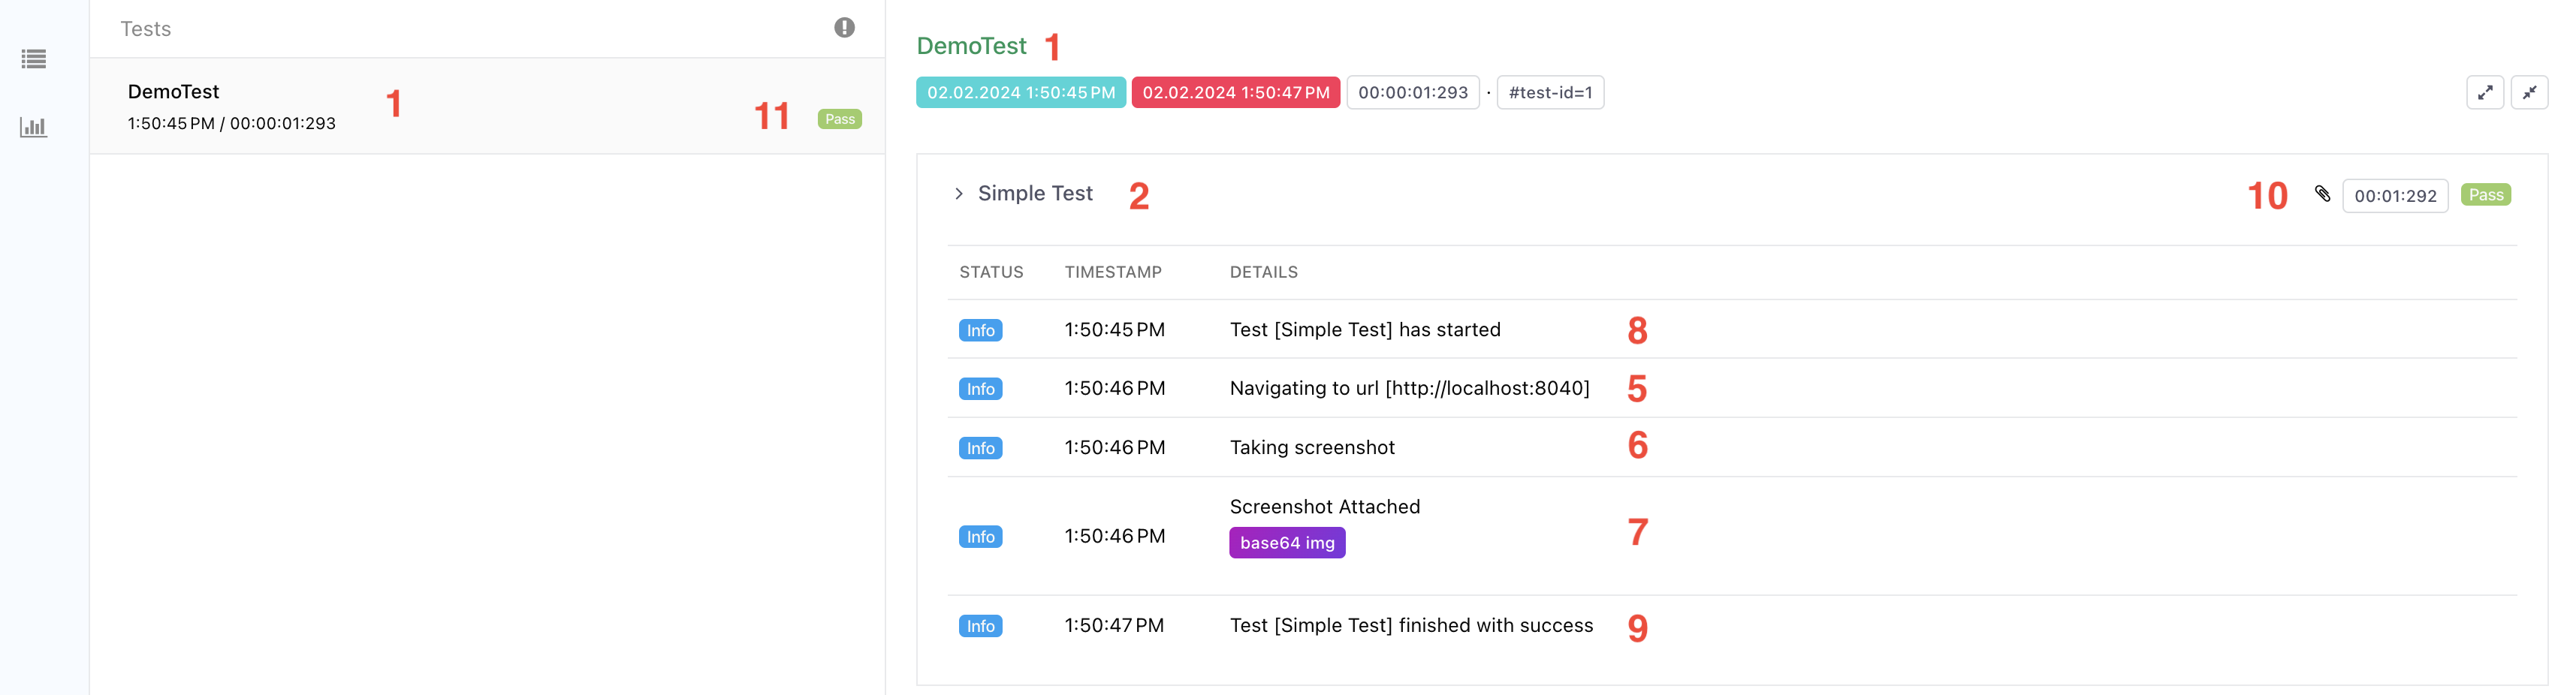 Tests
DemoTest 1
1:50:45 PM / 00:00:01:293
11 Pass
DemoTest 1
02.02.2024 1:50:45 PM 02.02.2024 1:50:47 PM 00:00:01:293 · #test-id=1
Simple Test 2 10 00:01:292 Pass
STATUS TIMESTAMP DETAILS
Info 1:50:45 PM Test [Simple Test] has started 8
Info 1:50:46 PM Navigating to url [http://localhost:8040] 5
Info 1:50:46 PM Taking screenshot 6
Info 1:50:46 PM Screenshot Attached 7
base64 img
Info 1:50:47 PM Test [Simple Test] finished with success 9